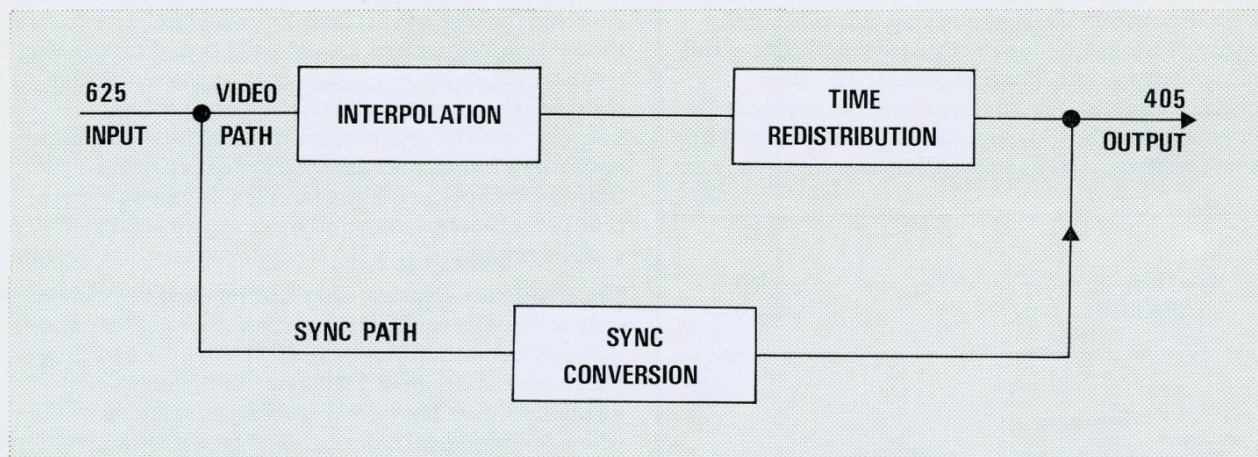 625
INPUT
VIDEO
PATH
INTERPOLATION
TIME
REDISTRIBUTION
405
OUTPUT
SYNC PATH
SYNC
CONVERSION